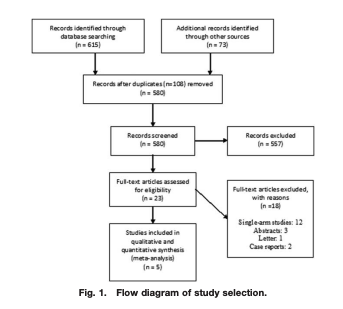 Records identified through
database searching
(n = 615)
Additional records identified
through other sources
(n = 73)
Records after duplicates (n=108) removed
(n = 580)
Records screened
(n = 580)
Records excluded
(n = 557)
Full-text articles assessed
for eligibility
(n = 23)
Full-text articles excluded,
with reasons
(n =18)
Single-arm studies: 12
Abstracts: 3
Letter: 1
Case reports: 2
Studies included in
qualitative and
quantitative synthesis
(meta-analysis)
(n = 5)
Fig. 1. Flow diagram of study selection.